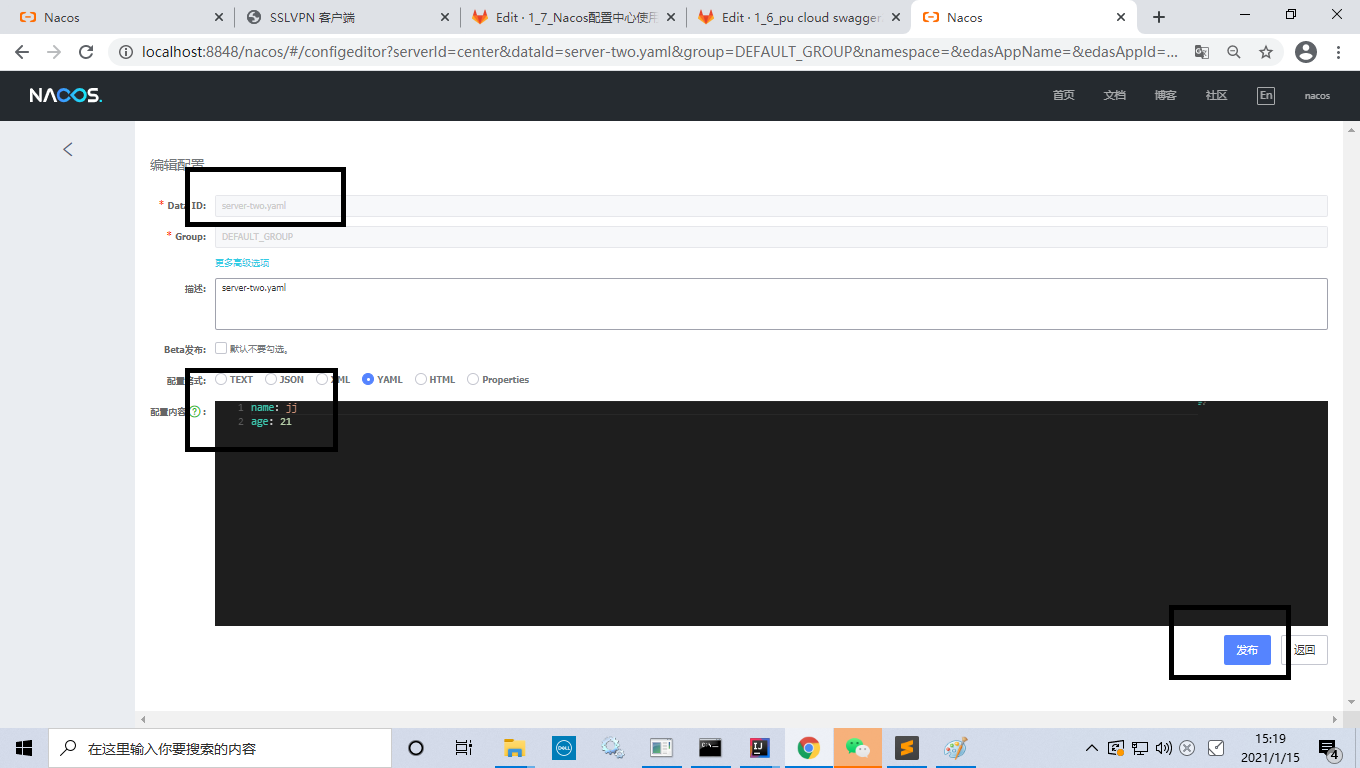 Nacos
SSLVPN 客户端
Edit · 1_7_Nacos配置中心使用
Edit · 1_6_pu cloud swagger.
Nacos
localhost:8848/nacos/#/configeditor?serverId=center&dataId=server-two.yaml&group=DEFAULT_GROUP&namespace=&edasAppName=&edasAppId=...
NACOS.
首页
文档
博客
社区
En
nacos
编辑配置
* Data ID:
server-two.yaml
* Group:
DEFAULT_GROUP
更多高级选项
描述:
server-two.yaml
Beta发布:
默认不要勾选。
配置格式:
TEXT
JSON
XML
YAML
HTML
Properties
配置内容 ? :
1 name: jj
2 age: 21
发布
返回
在这里输入你要搜索的内容
DELL
IJ
15:19
2021/1/15
4